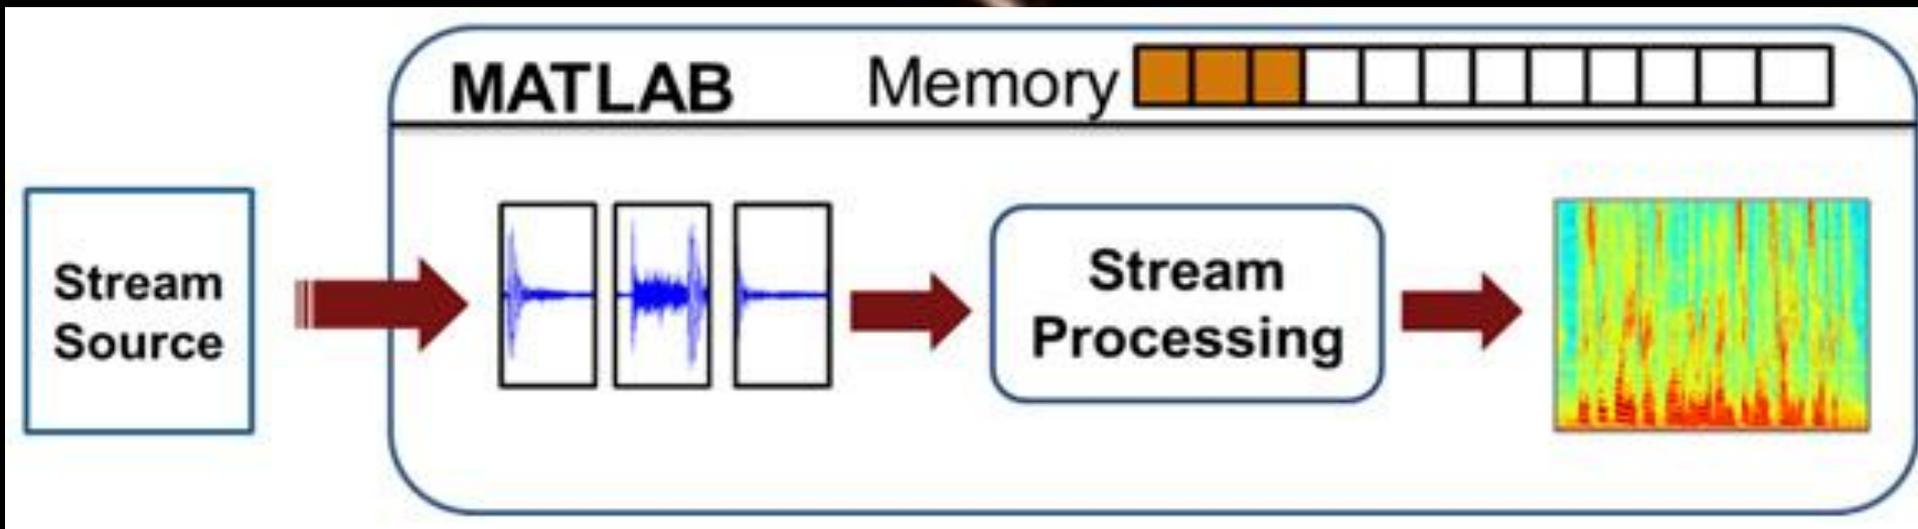 MATLAB Memory
Stream
Source
Stream
Processing